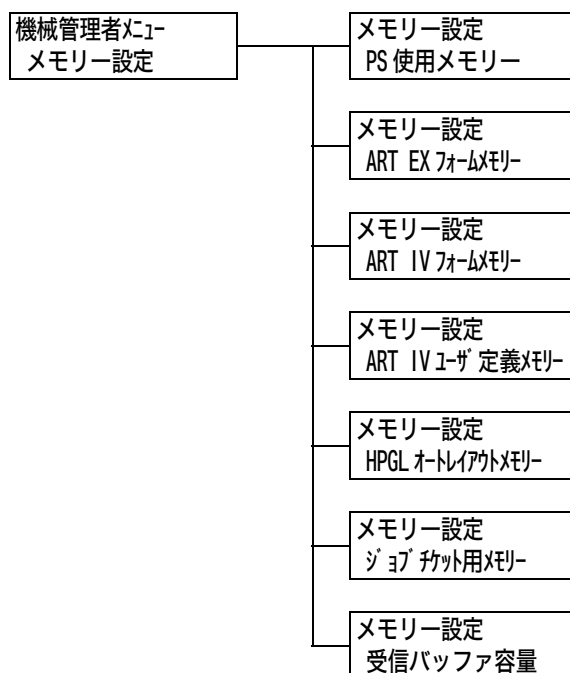 機械管理者ﾒﾆｭｰ
メモリー設定
メモリー設定
PS 使用メモリー
メモリー設定
ART EX ﾌｫｰﾑﾒﾓﾘｰ
メモリー設定
ART IV ﾌｫｰﾑﾒﾓﾘｰ
メモリー設定
ART IV ﾕｰｻﾞ定義ﾒﾓﾘｰ
メモリー設定
HPGL ｵｰﾄﾚｲｱｳﾄﾒﾓﾘｰ
メモリー設定
ｼﾞｮﾌﾞﾁｹｯﾄ用ﾒﾓﾘｰ
メモリー設定
受信バッファ容量